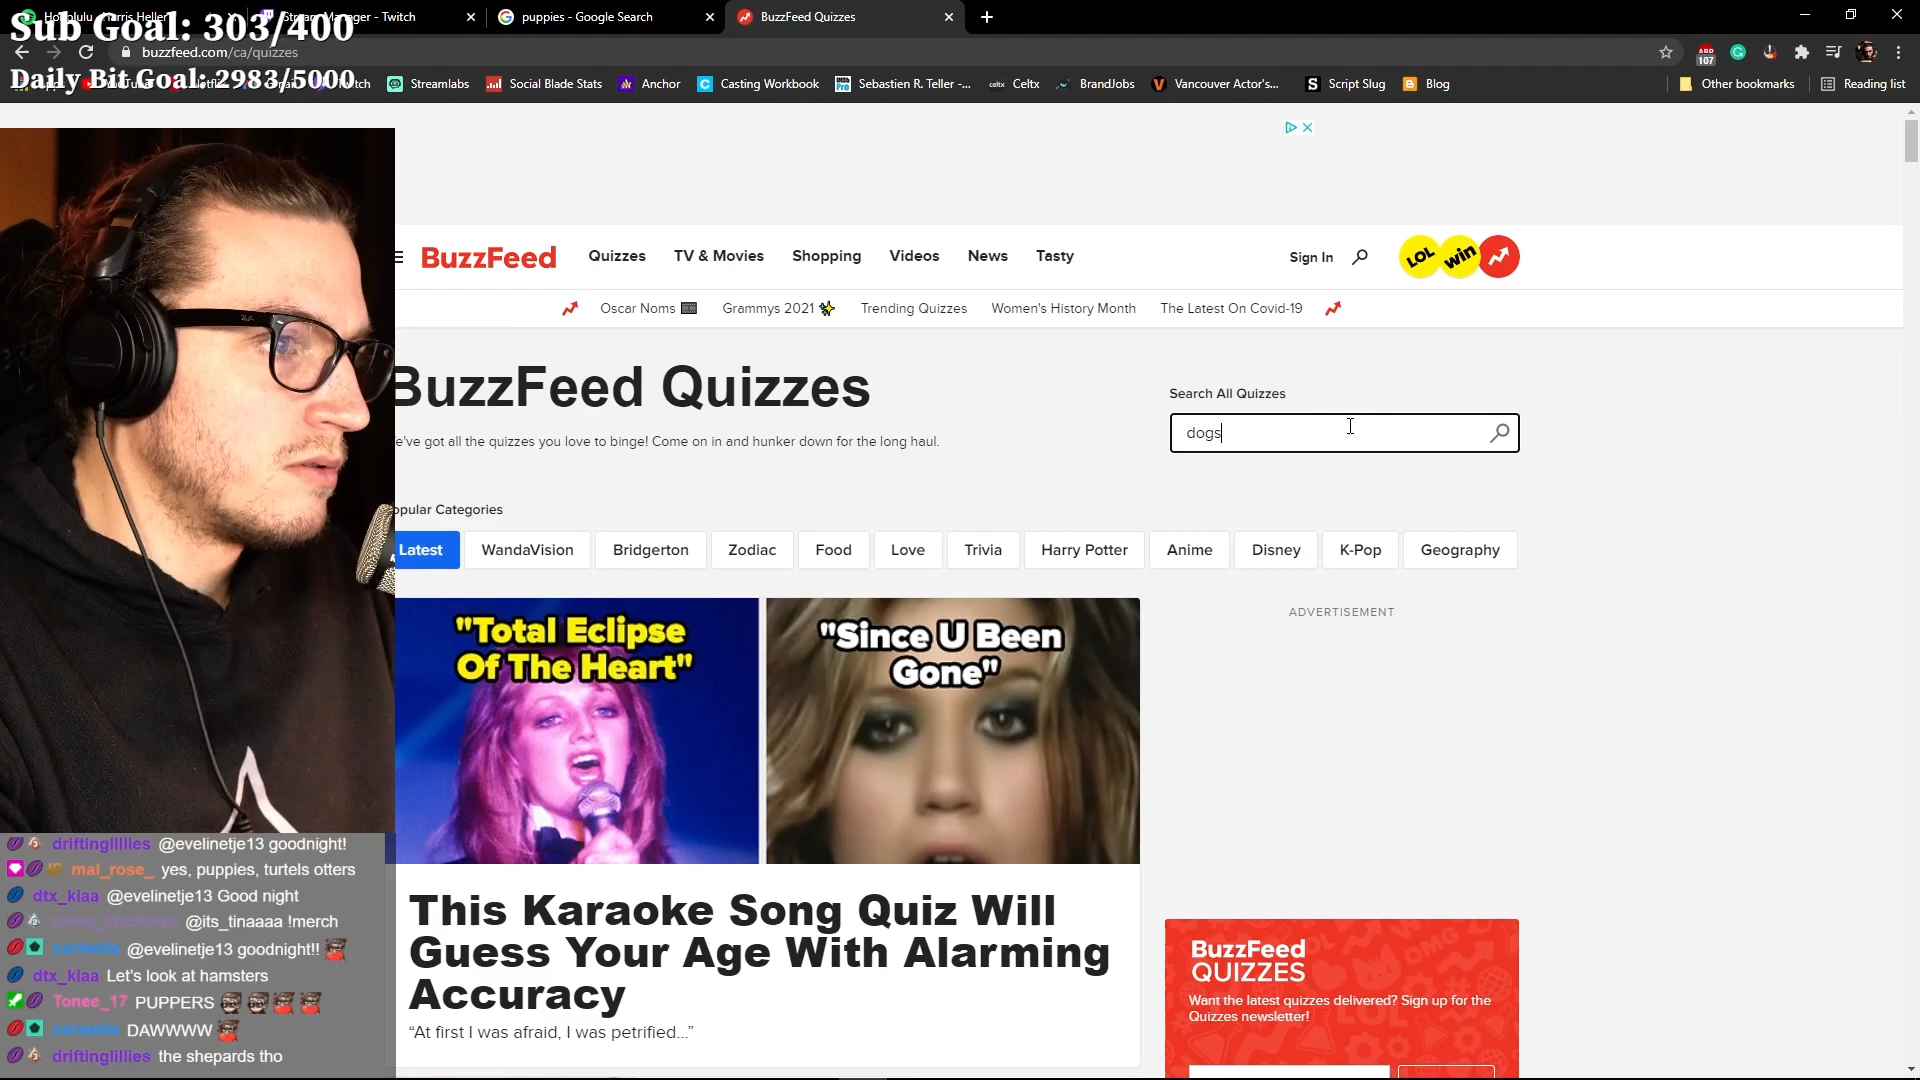 Harris Heller
Stream Manager - Twitch
puppies - Google Search
BuzzFeed Quizzes
Sub Goal: 303/400
buzzfeed.com/ca/quizzes
107
Daily Bit Goal: 2983/5000
Streamlabs
Social Blade Stats
Anchor
Casting Workbook
Sebastien R. Teller -...
celtx Celtx
BrandJobs
Vancouver Actor's...
Script Slug
Blog
Other bookmarks
Reading list
BuzzFeed
Quizzes
TV & Movies
Shopping
Videos
News
Tasty
Sign In
LOL
win
Oscar Noms
Grammys 2021
Trending Quizzes
Women's History Month
The Latest On Covid-19
BuzzFeed Quizzes
Search All Quizzes
dogs
e've got all the quizzes you love to binge! Come on in and hunker down for the long haul.
opular Categories
Latest
WandaVision
Bridgerton
Zodiac
Food
Love
Trivia
Harry Potter
Anime
Disney
K-Pop
Geography
"Total Eclipse
Of The Heart"
"Since U Been
Gone"
ADVERTISEMENT
This Karaoke Song Quiz Will
Guess Your Age With Alarming
Accuracy
“At first I was afraid, I was petrified...”
BuzzFeed
QUIZZES
Want the latest quizzes delivered? Sign up for the
Quizzes newsletter!
@evelinetje13 goodnight!
mal_rose_ yes, puppies, turtels otters
@evelinetje13 Good night
@its_tinaaaa !merch
@evelinetje13 goodnight!!
Let's look at hamsters
Tonee_17 PUPPERS
DAWWWW
the shepards tho